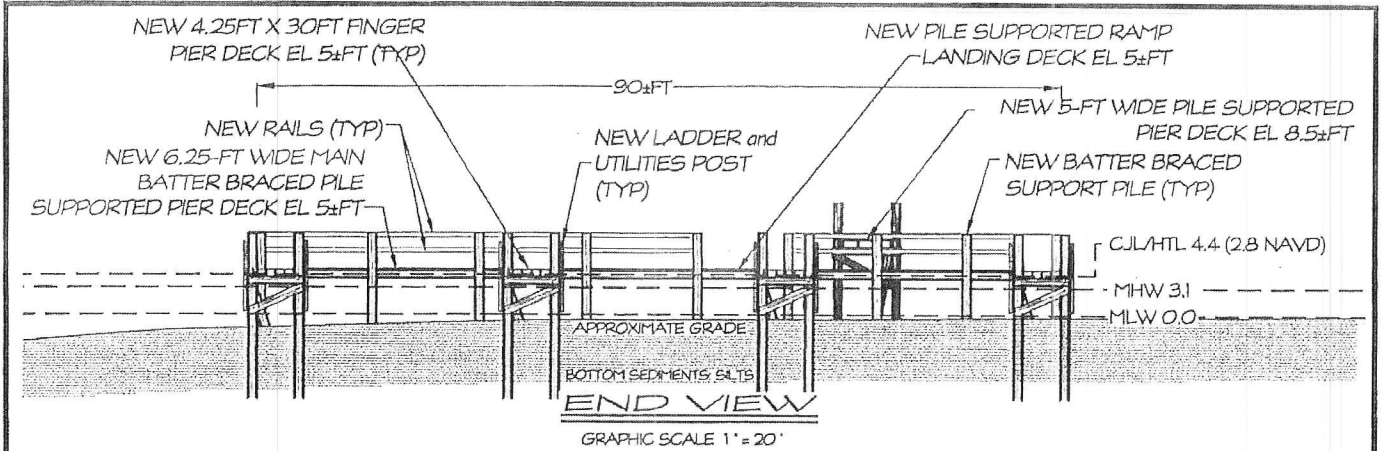 NEW 4.25FT X 30FT FINGER
PIER DECK EL 5±FT (TYP)
NEW PILE SUPPORTED RAMP
LANDING DECK EL 5±FT
90±FT
NEW RAILS (TYP)
NEW 6.25-FT WIDE MAIN
BATTER BRACED PILE
SUPPORTED PIER DECK EL 5±FT
NEW LADDER and
UTILITIES POST
(TYP)
NEW 5-FT WIDE PILE SUPPORTED
PIER DECK EL 8.5±FT
NEW BATTER BRACED
SUPPORT PILE (TYP)
CJL/HTL 4.4 (2.8 NAVD)
MHW 3.1
MLW 0.0
APPROXIMATE GRADE
BOTTOM SEDIMENTS SILTS
END VIEW
GRAPHIC SCALE 1" = 20'